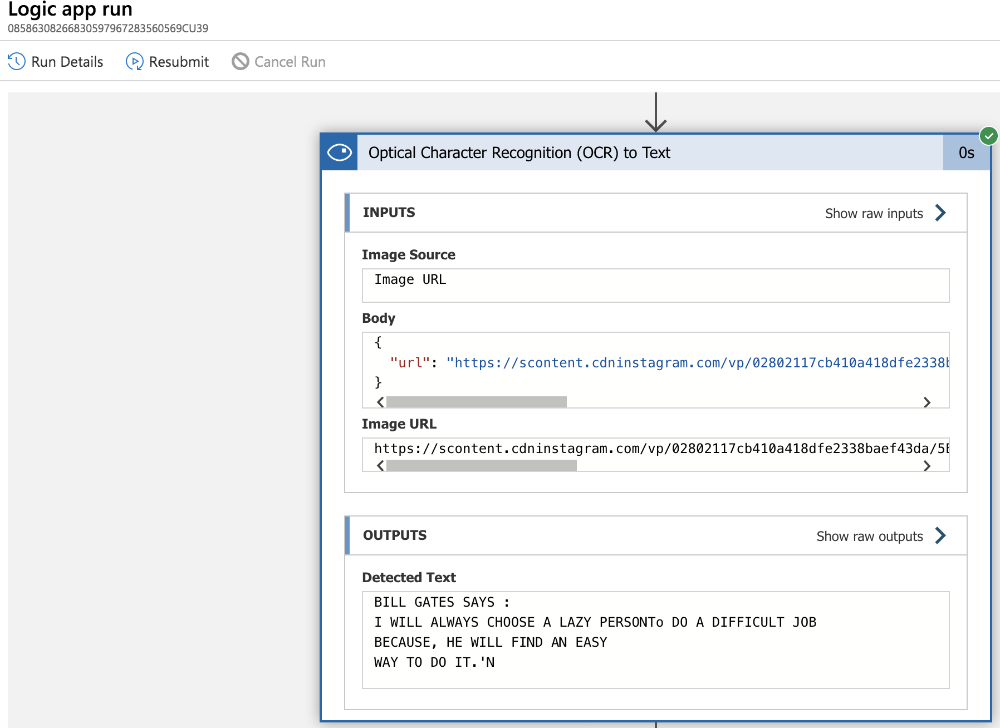 Logic app run
08586308266830597967283560569CU39
Run Details Resubmit Cancel Run
Optical Character Recognition (OCR) to Text 0s
INPUTS Show raw inputs
Image Source
Image URL
Body
{
"url": "https://scontent.cdninstagram.com/vp/02802117cb410a418dfe2338b
}
Image URL
https://scontent.cdninstagram.com/vp/02802117cb410a418dfe2338baef43da/5
OUTPUTS Show raw outputs
Detected Text
BILL GATES SAYS :
I WILL ALWAYS CHOOSE A LAZY PERSONTo DO A DIFFICULT JOB
BECAUSE, HE WILL FIND AN EASY
WAY TO DO IT.'N